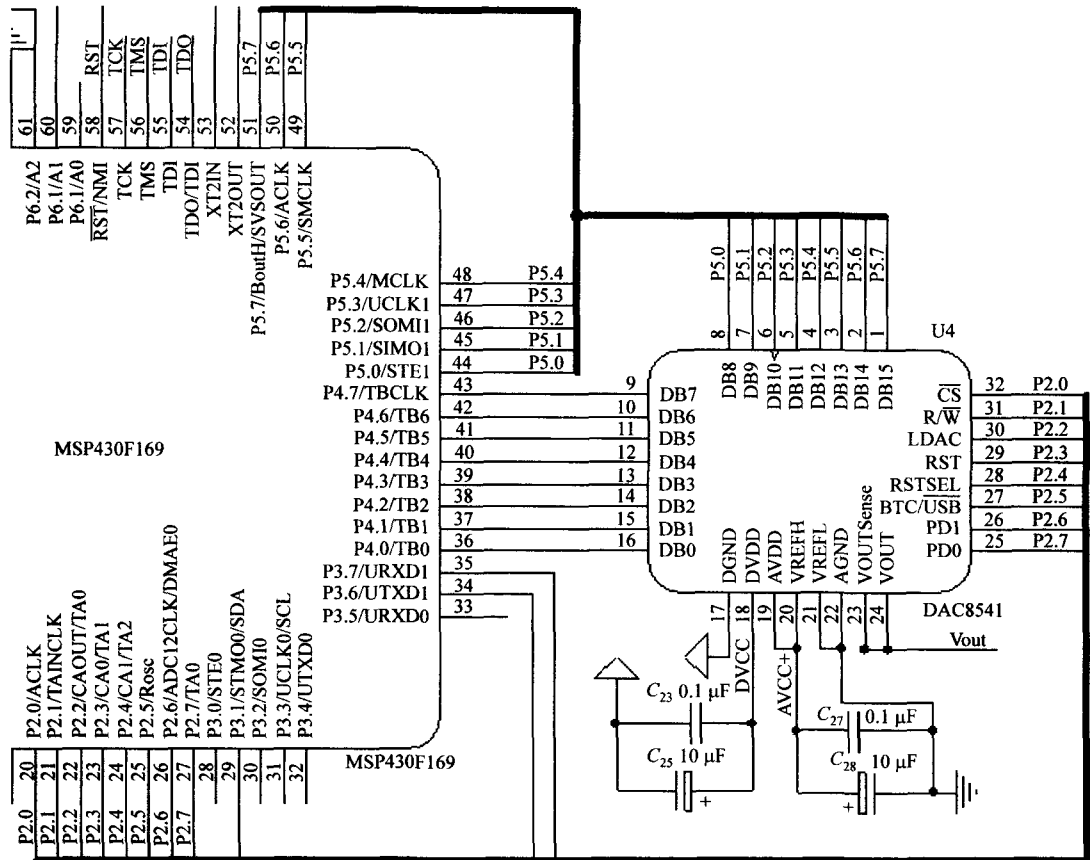 RST
TCK
TMS
TDI
TDO
P5.7
P5.6
P5.5
61
60
59
58
57
56
55
54
53
52
51
50
49
P6.2/A2
P6.1/A1
P6.1/A0
RST/NMI
TCK
TMS
TDI
TDO/TDI
XT2IN
XT2OUT
P5.7/BoutH/SVSOUT
P5.6/ACLK
P5.5/SMCLK
P5.4/MCLK 48 P5.4
P5.3/UCLK1 47 P5.3
P5.2/SOMI1 46 P5.2
P5.1/SIMO1 45 P5.1
P5.0/STE1 44 P5.0
P4.7/TBCLK 43
P4.6/TB6 42
P4.5/TB5 41
P4.4/TB4 40
P4.3/TB3 39
P4.2/TB2 38
P4.1/TB1 37
P4.0/TB0 36
P3.7/URXD1 35
P3.6/UTXD1 34
P3.5/URXD0 33
MSP430F169
P2.0/ACLK
P2.1/TAINCLK
P2.2/CAOUT/TA0
P2.3/CA0/TA1
P2.4/CA1/TA2
P2.5/Rosc
P2.6/ADC12CLK/DMAE0
P2.7/TA0
P3.0/STE0
P3.1/STMO0/SDA
P3.2/SOMI0
P3.3/UCLK0/SCL
P3.4/UTXD0
MSP430F169
20
21
22
23
24
25
26
27
28
29
30
31
32
P2.0
P2.1
P2.2
P2.3
P2.4
P2.5
P2.6
P2.7
P5.0
P5.1
P5.2
P5.3
P5.4
P5.5
P5.6
P5.7
8
7
6
5
4
3
2
1
U4
DB8
DB9
DB10
DB11
DB12
DB13
DB14
DB15
9 DB7
10 DB6
11 DB5
12 DB4
13 DB3
14 DB2
15 DB1
16 DB0
CS 32 P2.0
R/W 31 P2.1
LDAC 30 P2.2
RST 29 P2.3
RSTSEL 28 P2.4
BTC/USB 27 P2.5
PD1 26 P2.6
PD0 25 P2.7
DGND
DVDD
AVDD
VREFH
VREFL
AGND
VOUTSense
VOUT
17
18
19
20
21
22
23
24
DAC8541
Vout
DVCC
AVCC+
C23 0.1 μF
C25 10 μF
+
C27 0.1 μF
C28 10 μF
+